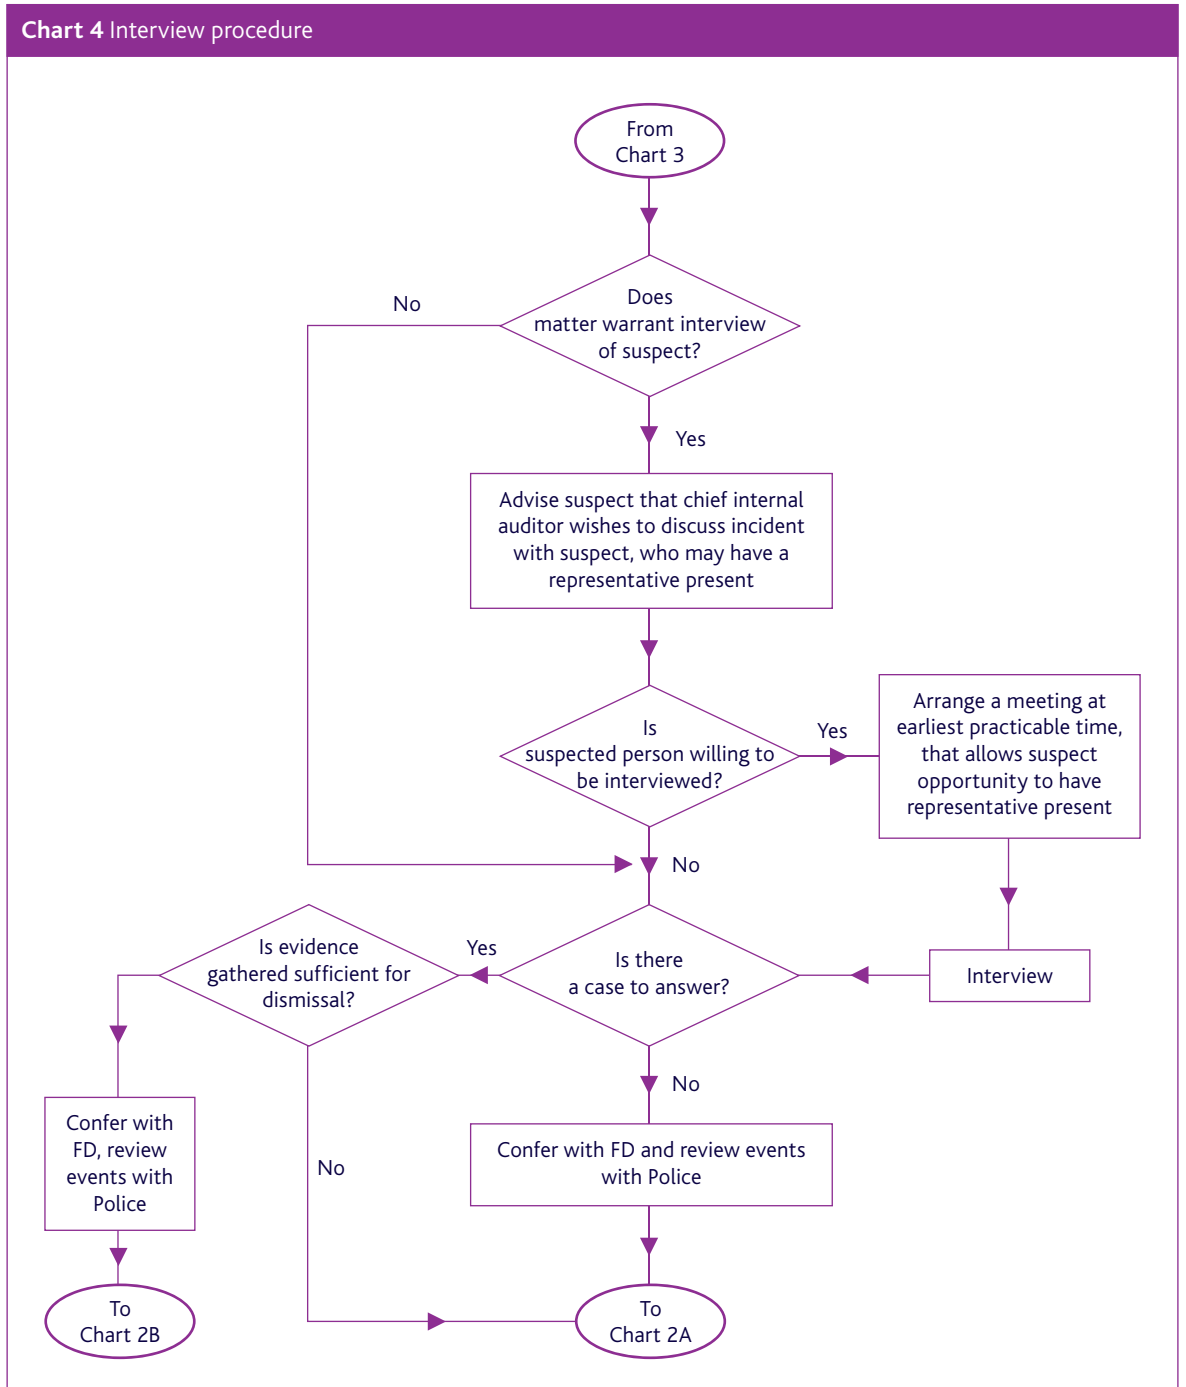 Chart 4 Interview procedure
From
Chart 3
Does
matter warrant interview
of suspect?
No
Yes
Advise suspect that chief internal
auditor wishes to discuss incident
with suspect, who may have a
representative present
Is
suspected person willing to
be interviewed?
Yes
Arrange a meeting at
earliest practicable time,
that allows suspect
opportunity to have
representative present
No
Interview
Is there
a case to answer?
Yes
Is evidence
gathered sufficient for
dismissal?
No
Confer with FD and review events
with Police
Confer with
FD, review
events with
Police
No
To
Chart 2B
To
Chart 2A